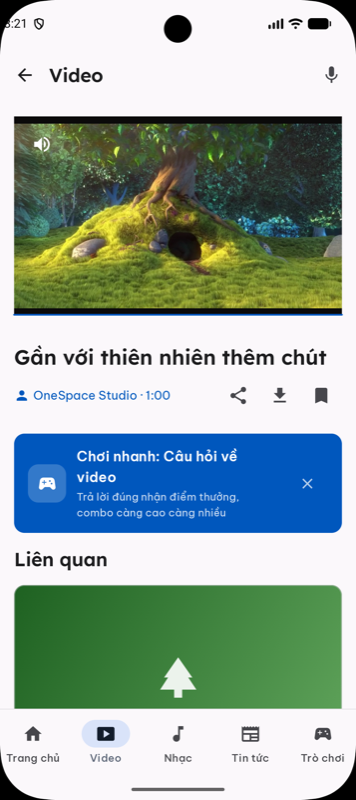 3:21
Video
Gần với thiên nhiên thêm chút
OneSpace Studio · 1:00
Chơi nhanh: Câu hỏi về
video
Trả lời đúng nhận điểm thưởng,
combo càng cao càng nhiều
Liên quan
Trang chủ
Video
Nhạc
Tin tức
Trò chơi